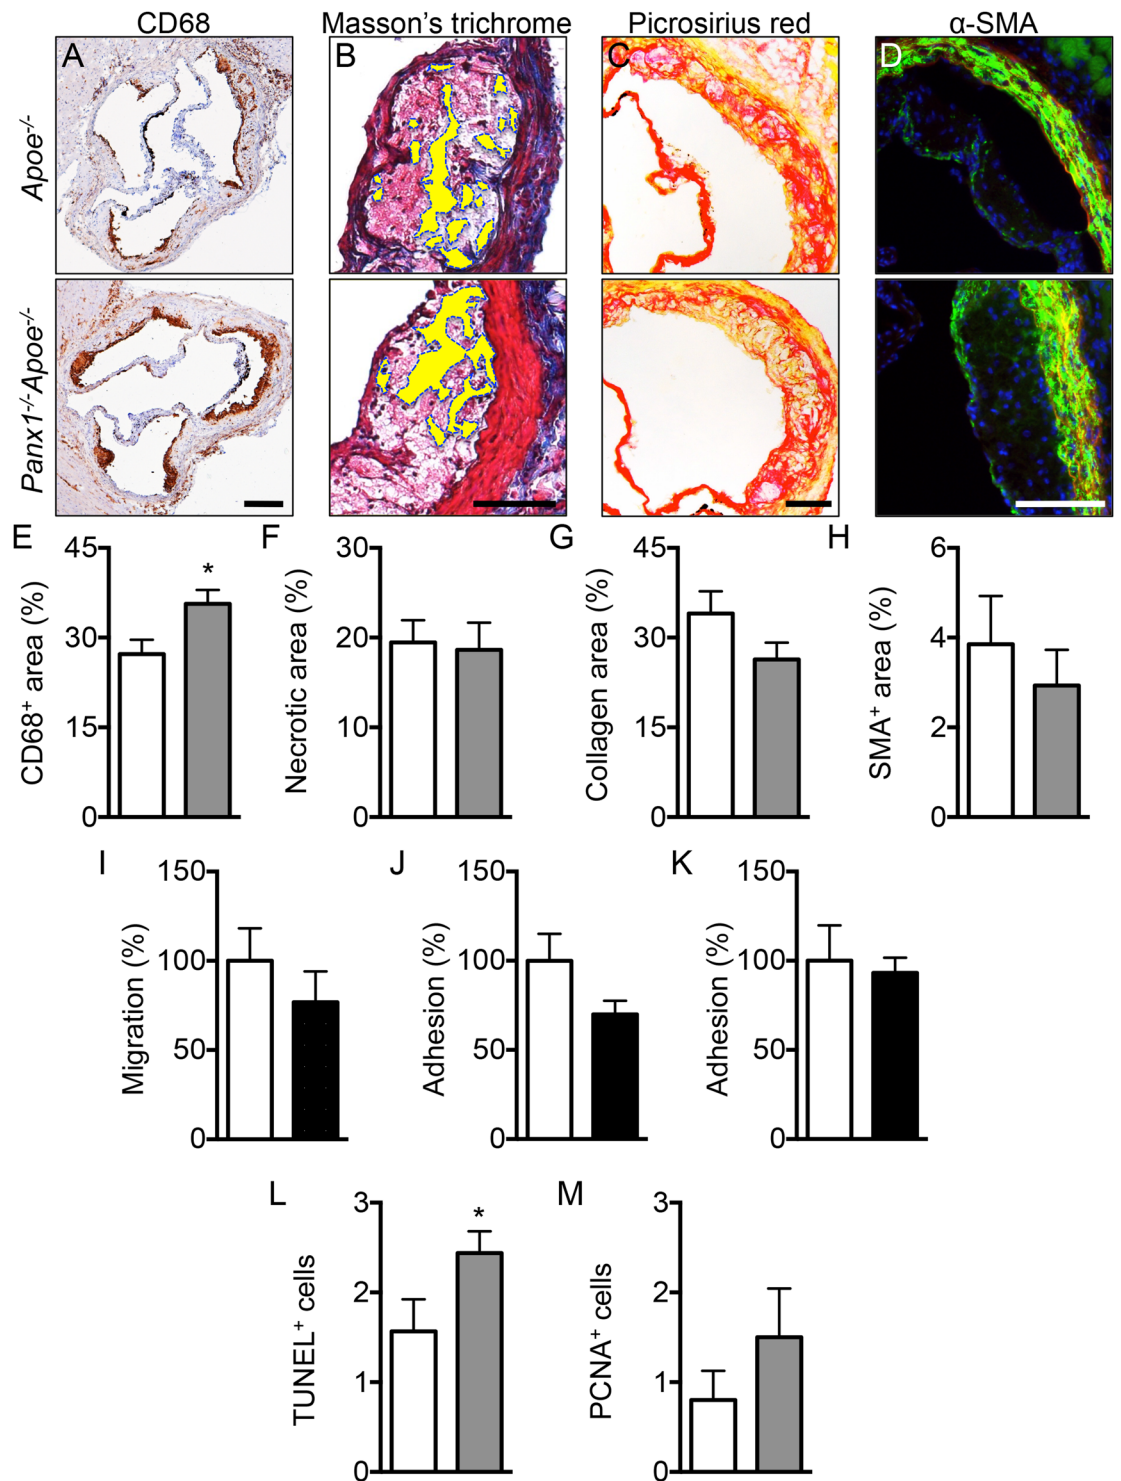 CD68 Masson's trichrome Picrosirius red α-SMA
A B C D
Apoe-/-
Panx1-/-Apoe-/-
E F G H
45 30 45 6
30 20 30 4
15 10 15 2
0 0 0 0
CD68+ area (%) Necrotic area (%) Collagen area (%) SMA+ area (%)
*
I J K
150 150 150
100 100 100
50 50 50
0 0 0
Migration (%) Adhesion (%) Adhesion (%)
L M
3 3
2 2
1 1
0 0
TUNEL+ cells PCNA+ cells
*